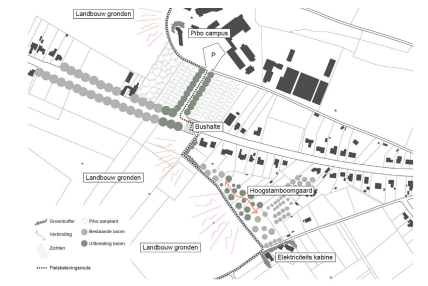 Landbouw gronden
Pibo campus
P
Bushalte
Landbouw gronden
Hoogstamboomgaard
Landbouw gronden
Elektriciteits kabine
Groenbuffer
Verbinding
Zichten
Pibo aanplant
Bestaande boom
Uitbreiding boom
Fietsbeleningsroute